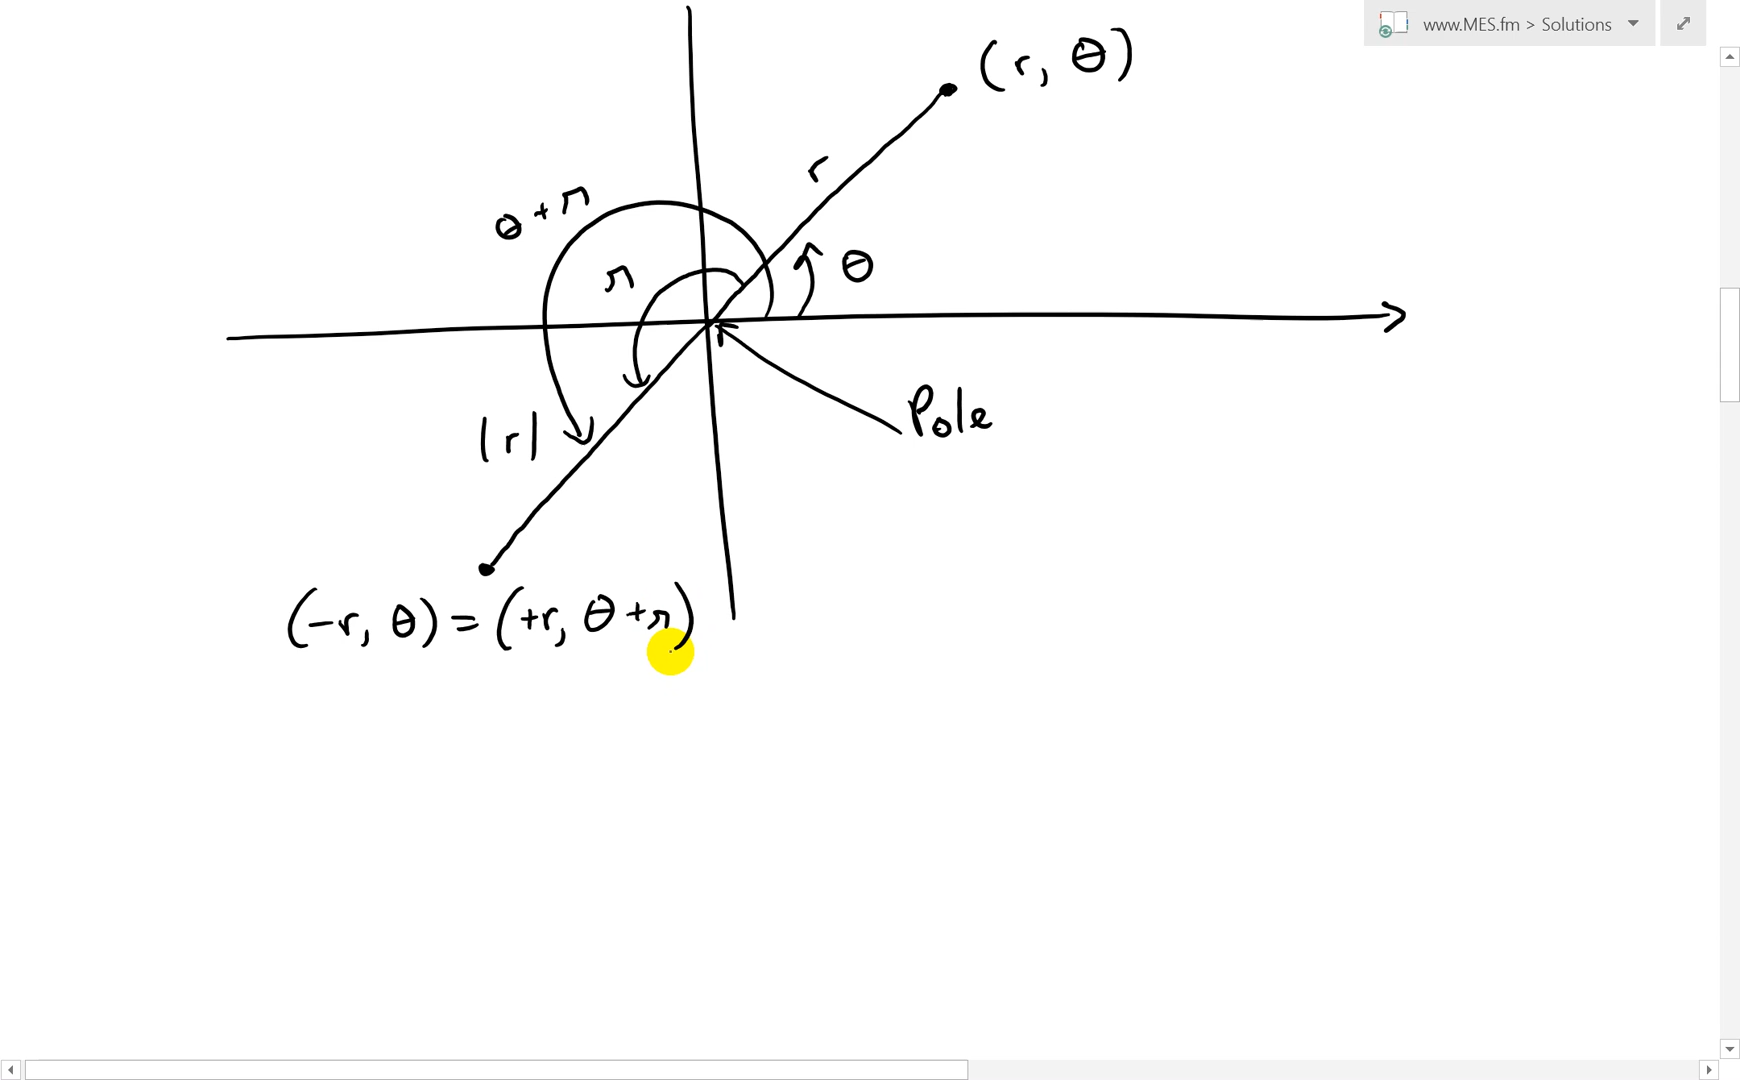 www.MES.fm > Solutions
(r, θ)
r
θ + π
π
θ
|r|
Pole
(-r, θ) = (+r, θ + π)